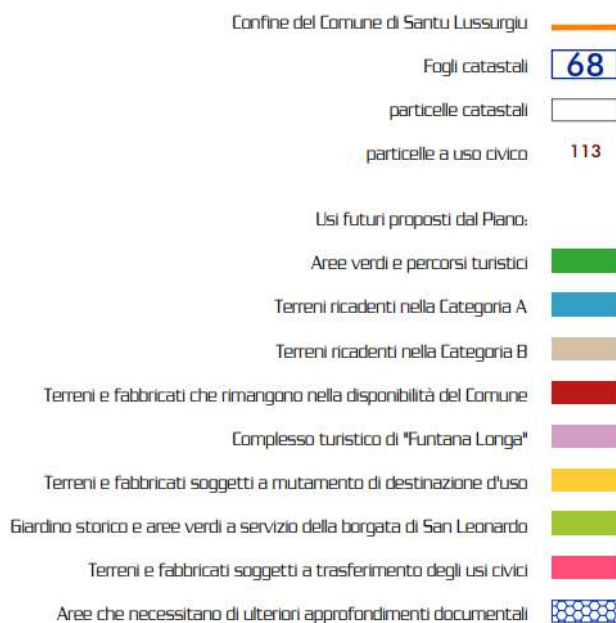 Confine del Comune di Santu Lussurgiu
Fogli catastali 68
particelle catastali
particelle a uso civico 113
Usi futuri proposti dal Piano:
Aree verdi e percorsi turistici
Terreni ricadenti nella Categoria A
Terreni ricadenti nella Categoria B
Terreni e fabbricati che rimangono nella disponibilità del Comune
Complesso turistico di "Funtana Longa"
Terreni e fabbricati soggetti a mutamento di destinazione d'uso
Giardino storico e aree verdi a servizio della borgata di San Leonardo
Terreni e fabbricati soggetti a trasferimento degli usi civici
Aree che necessitano di ulteriori approfondimenti documentali